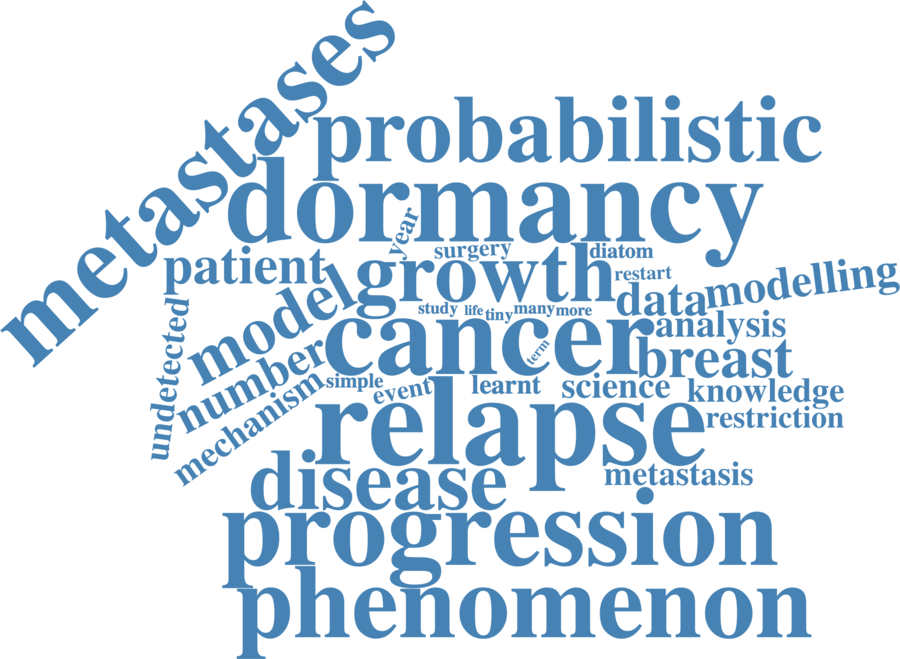 metastases
probabilistic
dormancy
year
surgery
diatom
patient
growth
restart
modelling
data
model
study
life
tiny
many
more
undetected
cancer
analysis
term
breast
number
mechanism
simple
event
learnt
science
knowledge
relapse
restriction
disease
metastasis
progression
phenomenon